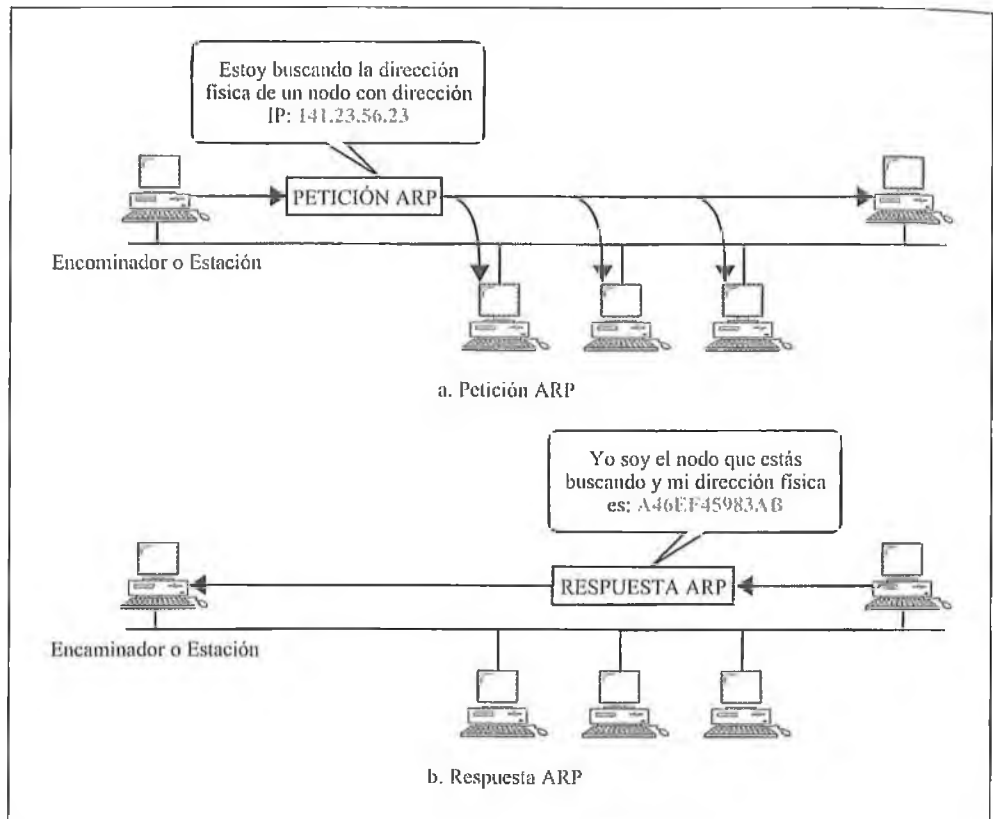 Estoy buscando la dirección
física de un nodo con dirección
IP: 141.23.56.23
PETICIÓN ARP
Encominador o Estación
a. Petición ARP
Yo soy el nodo que estás
buscando y mi dirección física
es: A46EF45983AB
RESPUESTA ARP
Encaminador o Estación
b. Respuesta ARP